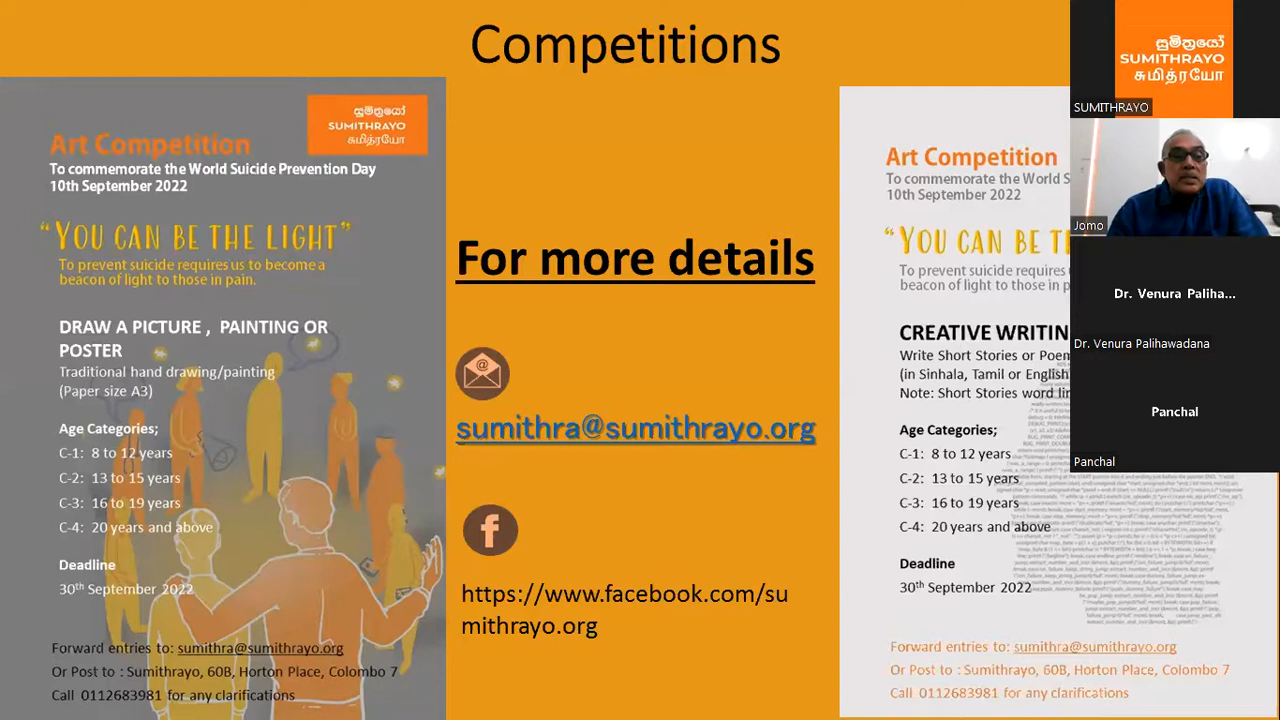 Competitions
සුමිත්‍රයෝ
SUMITHRAYO
சுமித்ரயோ
Art Competition
To commemorate the World Suicide Prevention Day
10th September 2022
“YOU CAN BE THE LIGHT”
To prevent suicide requires us to become a
beacon of light to those in pain.
DRAW A PICTURE , PAINTING OR
POSTER
Traditional hand drawing/painting
(Paper size A3)
Age Categories;
C-1: 8 to 12 years
C-2: 13 to 15 years
C-3: 16 to 19 years
C-4: 20 years and above
Deadline
30th September 2022
Forward entries to: sumithra@sumithrayo.org
Or Post to : Sumithrayo, 60B, Horton Place, Colombo 7
Call 0112683981 for any clarifications
For more details
@
sumithra@sumithrayo.org
f
https://www.facebook.com/su
mithrayo.org
Art Competition
To commemorate the World S
10th September 2022
“YOU CAN BE T
To prevent suicide requires us
beacon of light to those in p
CREATIVE WRITIN
Write Short Stories or Poem
(in Sinhala, Tamil or English
Note: Short Stories word lin
Age Categories;
C-1: 8 to 12 years
C-2: 13 to 15 years
C-3: 16 to 19 years
C-4: 20 years and above
Deadline
30th September 2022
Forward entries to: sumithra@sumithrayo.org
Or Post to : Sumithrayo, 60B, Horton Place, Colombo 7
Call 0112683981 for any clarifications
සුමිත්‍රයෝ
SUMITHRAYO
சுமித்ரயோ
SUMITHRAYO
Jomo
Dr. Venura Paliha...
Dr. Venura Palihawadana
Panchal
Panchal